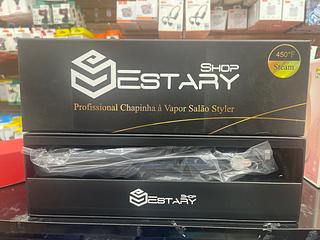 SHOP
ESTARY
Profissional Chapinha à Vapor Salão Styler
450°F
Steam
SHOP
ESTARY